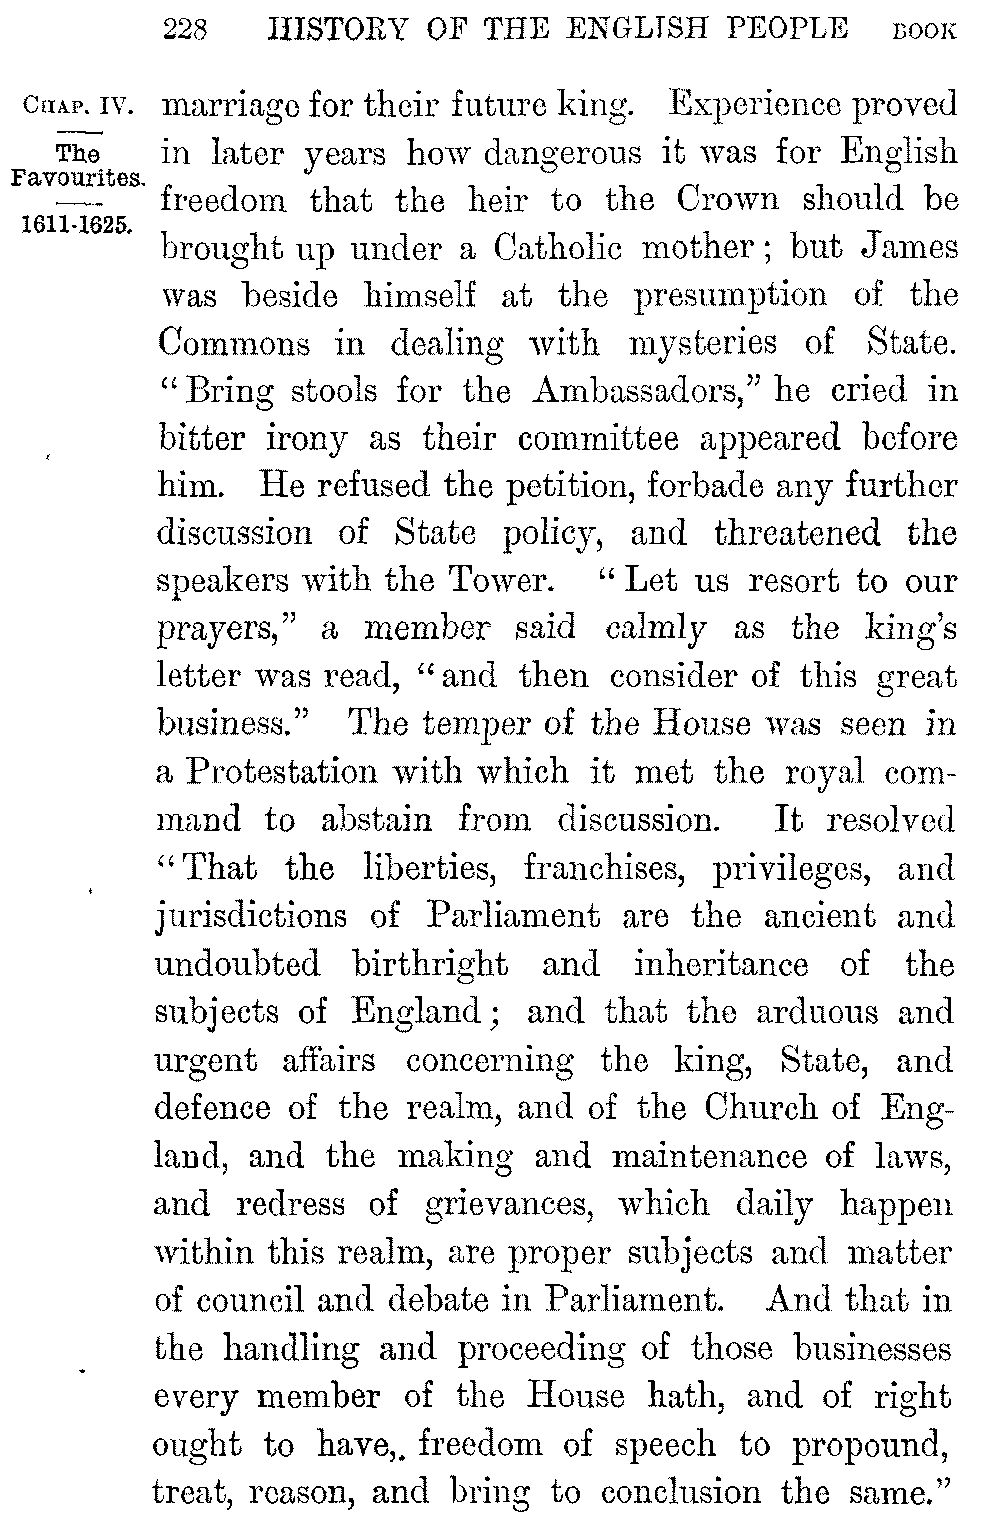 228 HISTORY OF THE ENGLISH PEOPLE BOOK
CHAP. IV.
The
Favourites.
1611-1625.
marriage for their future king. Experience proved
in later years how dangerous it was for English
freedom that the heir to the Crown should be
brought up under a Catholic mother; but James
was beside himself at the presumption of the
Commons in dealing with mysteries of State.
"Bring stools for the Ambassadors," he cried in
bitter irony as their committee appeared before
him. He refused the petition, forbade any further
discussion of State policy, and threatened the
speakers with the Tower. "Let us resort to our
prayers," a member said calmly as the king's
letter was read, "and then consider of this great
business." The temper of the House was seen in
a Protestation with which it met the royal com-
mand to abstain from discussion. It resolved
"That the liberties, franchises, privileges, and
jurisdictions of Parliament are the ancient and
undoubted birthright and inheritance of the
subjects of England; and that the arduous and
urgent affairs concerning the king, State, and
defence of the realm, and of the Church of Eng-
land, and the making and maintenance of laws,
and redress of grievances, which daily happen
within this realm, are proper subjects and matter
of council and debate in Parliament. And that in
the handling and proceeding of those businesses
every member of the House hath, and of right
ought to have, freedom of speech to propound,
treat, reason, and bring to conclusion the same."